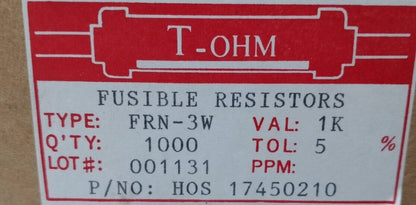 T-OHM
FUSIBLE RESISTORS
TYPE: FRN-3W VAL: 1K
Q'TY: 1000 TOL: 5 %
LOT#: 001131 PPM:
P/NO: HOS 17450210